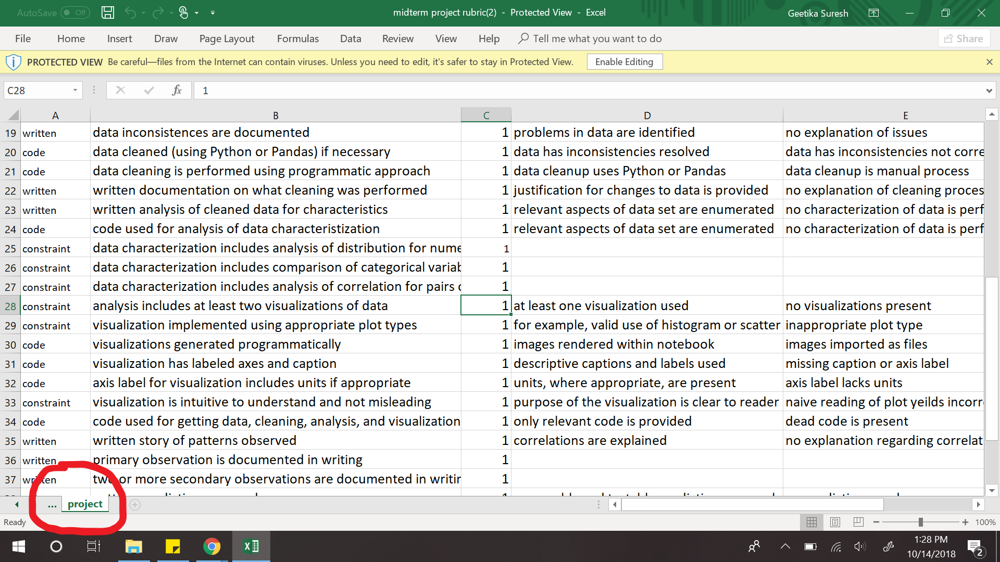 AutoSave Off
midterm project rubric(2) - Protected View - Excel
Geetika Suresh
File Home Insert Draw Page Layout Formulas Data Review View Help Tell me what you want to do Share
PROTECTED VIEW Be careful—files from the Internet can contain viruses. Unless you need to edit, it's safer to stay in Protected View. Enable Editing
C28 fx 1
A B C D E
19 written data inconsistences are documented 1 problems in data are identified no explanation of issues
20 code data cleaned (using Python or Pandas) if necessary 1 data has inconsistencies resolved data has inconsistencies not corre
21 code data cleaning is performed using programmatic approach 1 data cleanup uses Python or Pandas data cleanup is manual process
22 written written documentation on what cleaning was performed 1 justification for changes to data is provided no explanation of cleaning proces
23 written written analysis of cleaned data for characteristics 1 relevant aspects of data set are enumerated no characterization of data is perf
24 code code used for analysis of data characteristization 1 relevant aspects of data set are enumerated no characterization of data is perf
25 constraint data characterization includes analysis of distribution for nume 1
26 constraint data characterization includes comparison of categorical variab 1
27 constraint data characterization includes analysis of correlation for pairs 1
28 constraint analysis includes at least two visualizations of data 1 at least one visualization used no visualizations present
29 constraint visualization implemented using appropriate plot types 1 for example, valid use of histogram or scatter inappropriate plot type
30 code visualizations generated programmatically 1 images rendered within notebook images imported as files
31 code visualization has labeled axes and caption 1 descriptive captions and labels used missing caption or axis label
32 code axis label for visualization includes units if appropriate 1 units, where appropriate, are present axis label lacks units
33 constraint visualization is intuitive to understand and not misleading 1 purpose of the visualization is clear to reader naive reading of plot yeilds incorr
34 code code used for getting data, cleaning, analysis, and visualization 1 only relevant code is provided dead code is present
35 written written story of patterns observed 1 correlations are explained no explanation regarding correlat
36 written primary observation is documented in writing 1
37 written two or more secondary observations are documented in writin 1
... project
Ready 100%
1:28 PM
10/14/2018
2